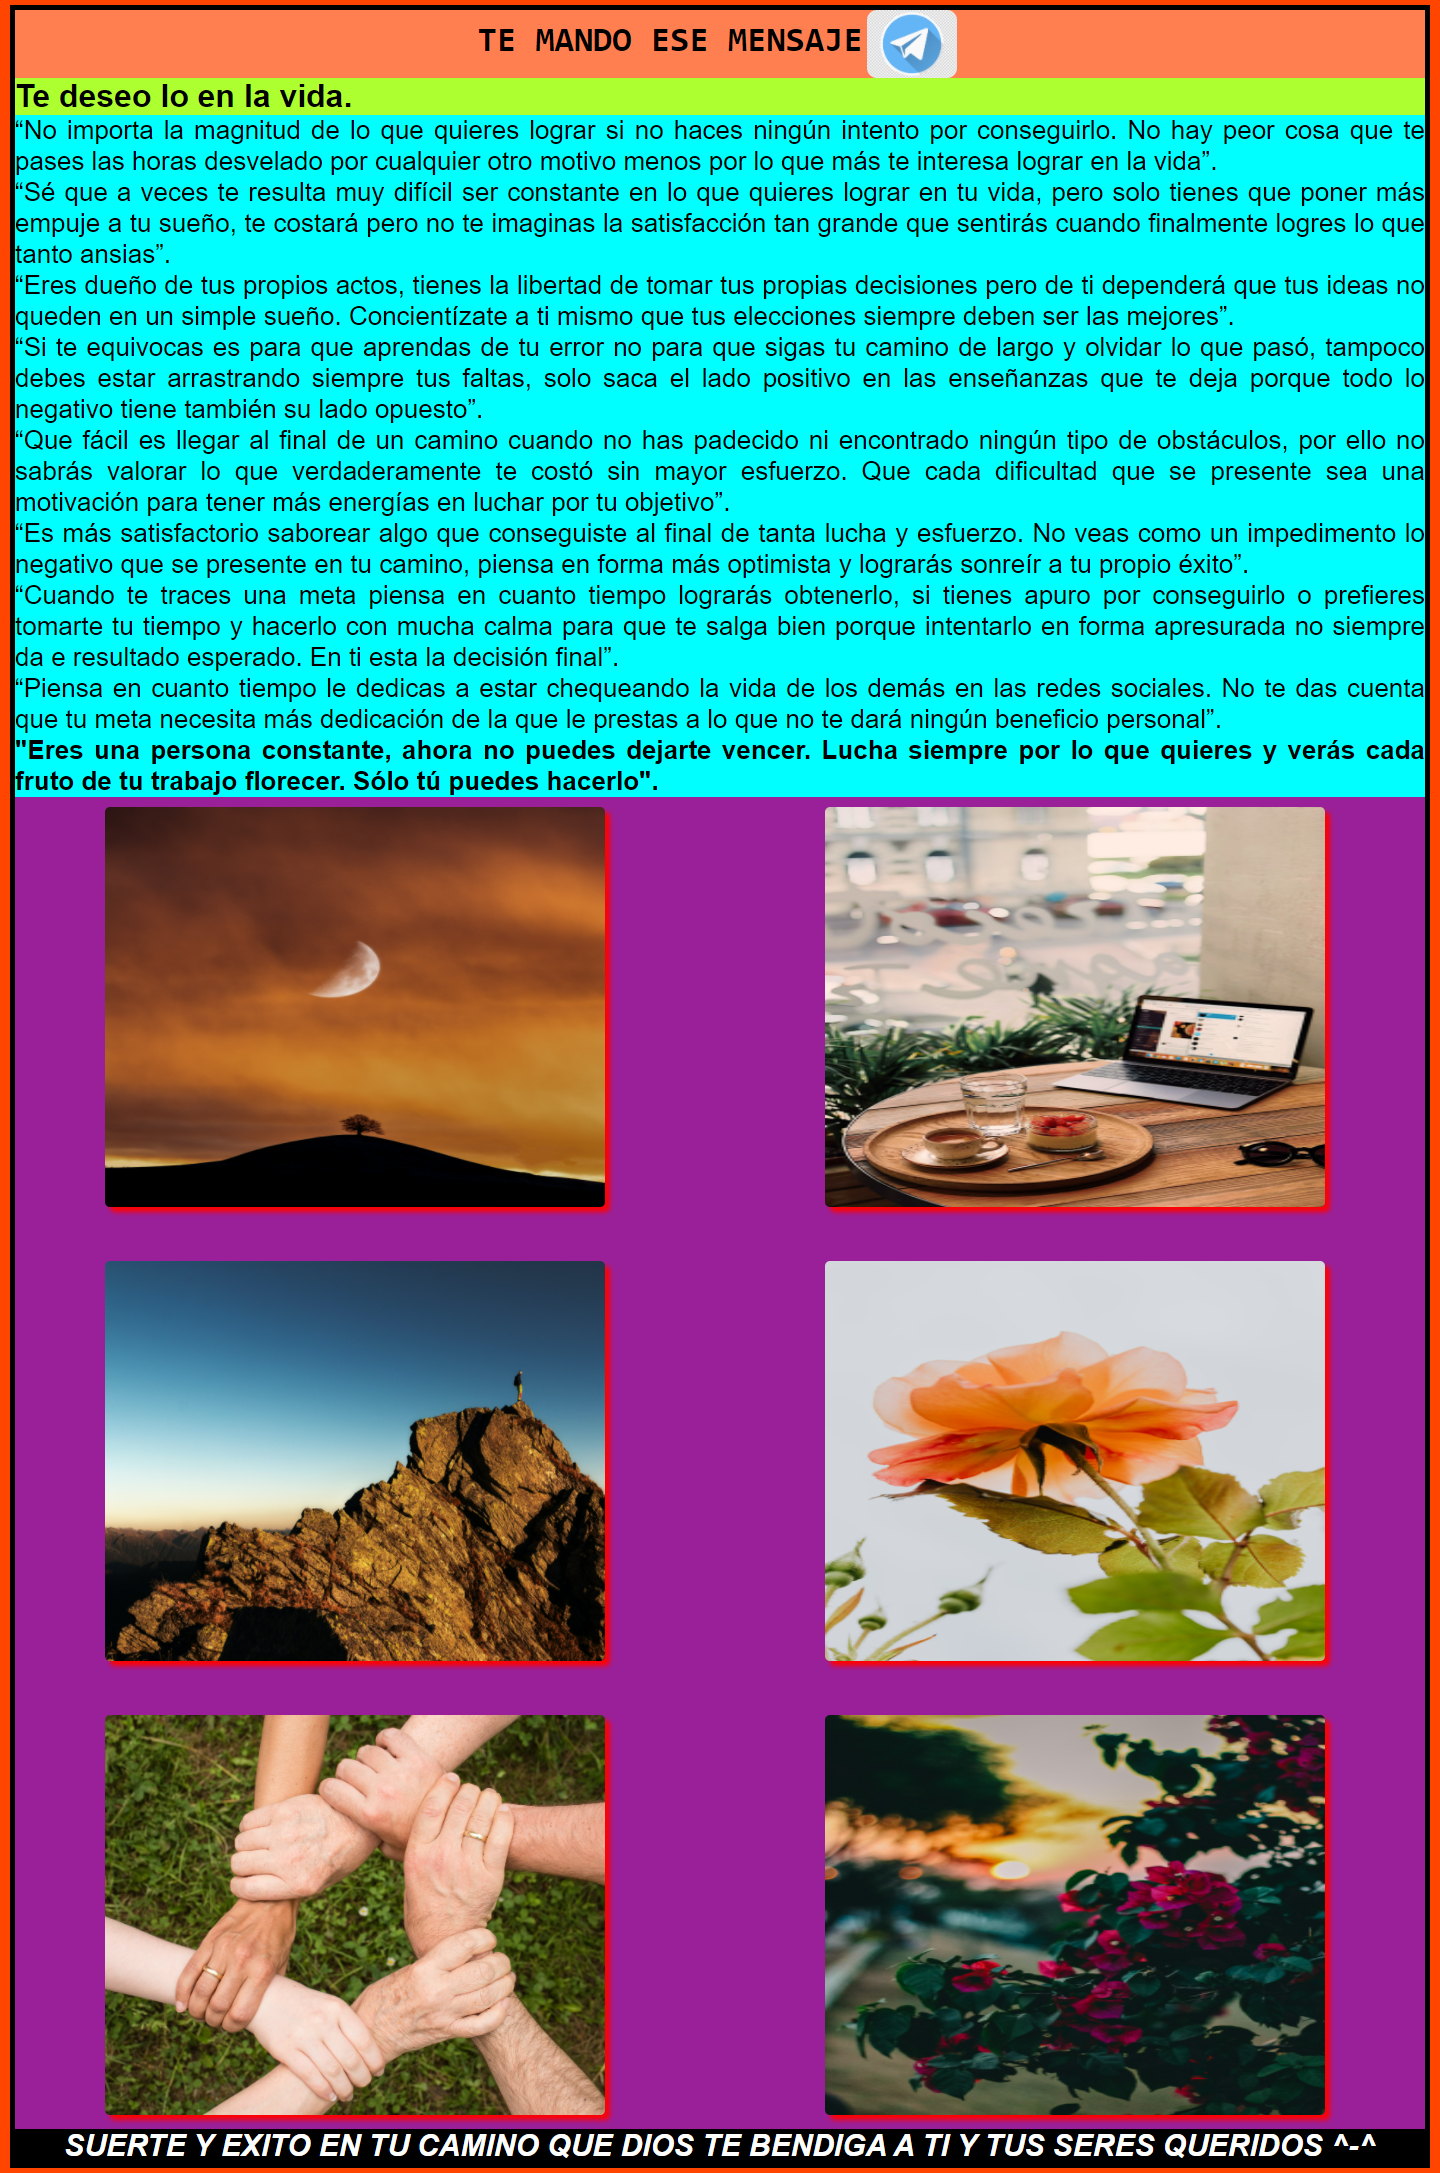 TE MANDO ESE MENSAJE
Te deseo lo en la vida.
“No importa la magnitud de lo que quieres lograr si no haces ningún intento por conseguirlo. No hay peor cosa que te
pases las horas desvelado por cualquier otro motivo menos por lo que más te interesa lograr en la vida”.
“Sé que a veces te resulta muy difícil ser constante en lo que quieres lograr en tu vida, pero solo tienes que poner más
empuje a tu sueño, te costará pero no te imaginas la satisfacción tan grande que sentirás cuando finalmente logres lo que
tanto ansias”.
“Eres dueño de tus propios actos, tienes la libertad de tomar tus propias decisiones pero de ti dependerá que tus ideas no
queden en un simple sueño. Concientízate a ti mismo que tus elecciones siempre deben ser las mejores”.
“Si te equivocas es para que aprendas de tu error no para que sigas tu camino de largo y olvidar lo que pasó, tampoco
debes estar arrastrando siempre tus faltas, solo saca el lado positivo en las enseñanzas que te deja porque todo lo
negativo tiene también su lado opuesto”.
“Que fácil es llegar al final de un camino cuando no has padecido ni encontrado ningún tipo de obstáculos, por ello no
sabrás valorar lo que verdaderamente te costó sin mayor esfuerzo. Que cada dificultad que se presente sea una
motivación para tener más energías en luchar por tu objetivo”.
“Es más satisfactorio saborear algo que conseguiste al final de tanta lucha y esfuerzo. No veas como un impedimento lo
negativo que se presente en tu camino, piensa en forma más optimista y lograrás sonreír a tu propio éxito”.
“Cuando te traces una meta piensa en cuanto tiempo lograrás obtenerlo, si tienes apuro por conseguirlo o prefieres
tomarte tu tiempo y hacerlo con mucha calma para que te salga bien porque intentarlo en forma apresurada no siempre
da e resultado esperado. En ti esta la decisión final”.
“Piensa en cuanto tiempo le dedicas a estar chequeando la vida de los demás en las redes sociales. No te das cuenta
que tu meta necesita más dedicación de la que le prestas a lo que no te dará ningún beneficio personal”.
"Eres una persona constante, ahora no puedes dejarte vencer. Lucha siempre por lo que quieres y verás cada
fruto de tu trabajo florecer. Sólo tú puedes hacerlo".
SUERTE Y EXITO EN TU CAMINO QUE DIOS TE BENDIGA A TI Y TUS SERES QUERIDOS ^-^